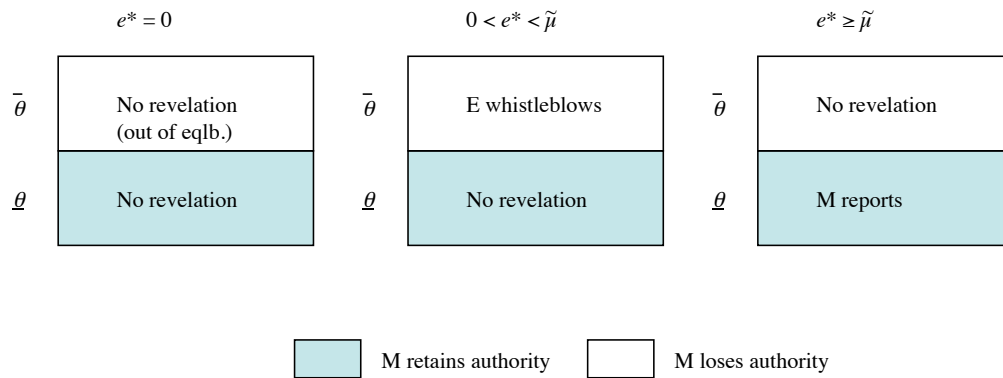 e* = 0
0 < e* < μ̃
e* ≥ μ̃
θ̄
No revelation
(out of eqlb.)
θ̄
E whistleblows
θ̄
No revelation
θ̲
No revelation
θ̲
No revelation
θ̲
M reports
M retains authority
M loses authority